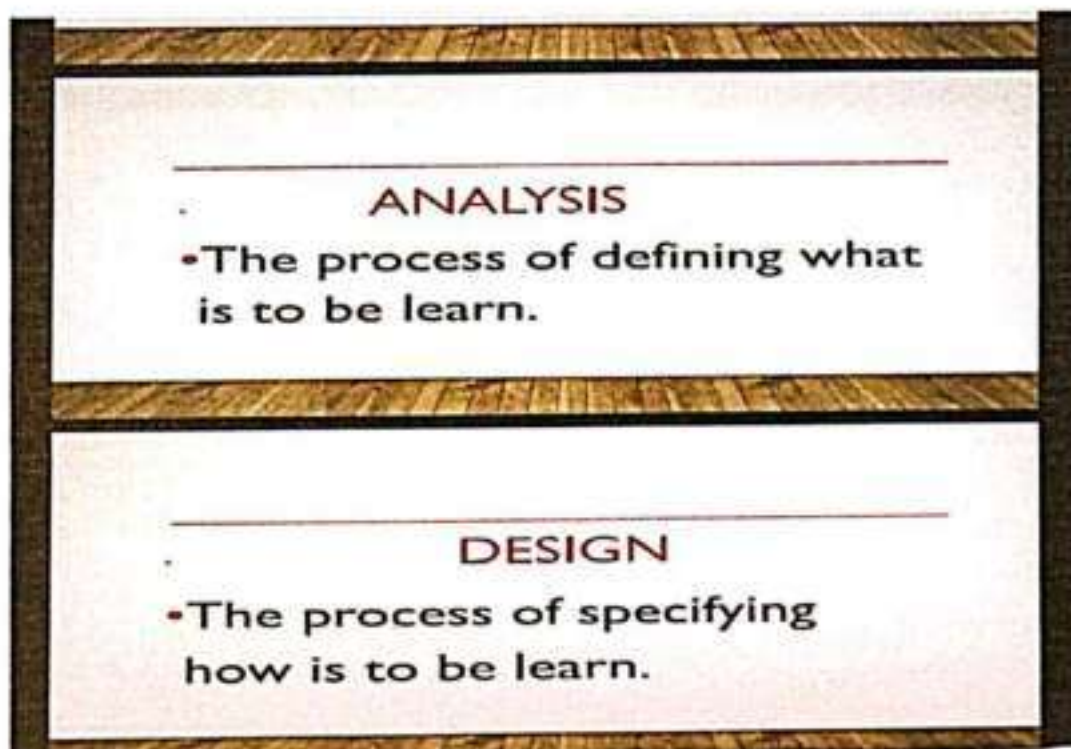 ANALYSIS
•The process of defining what
is to be learn.
DESIGN
•The process of specifying
how is to be learn.